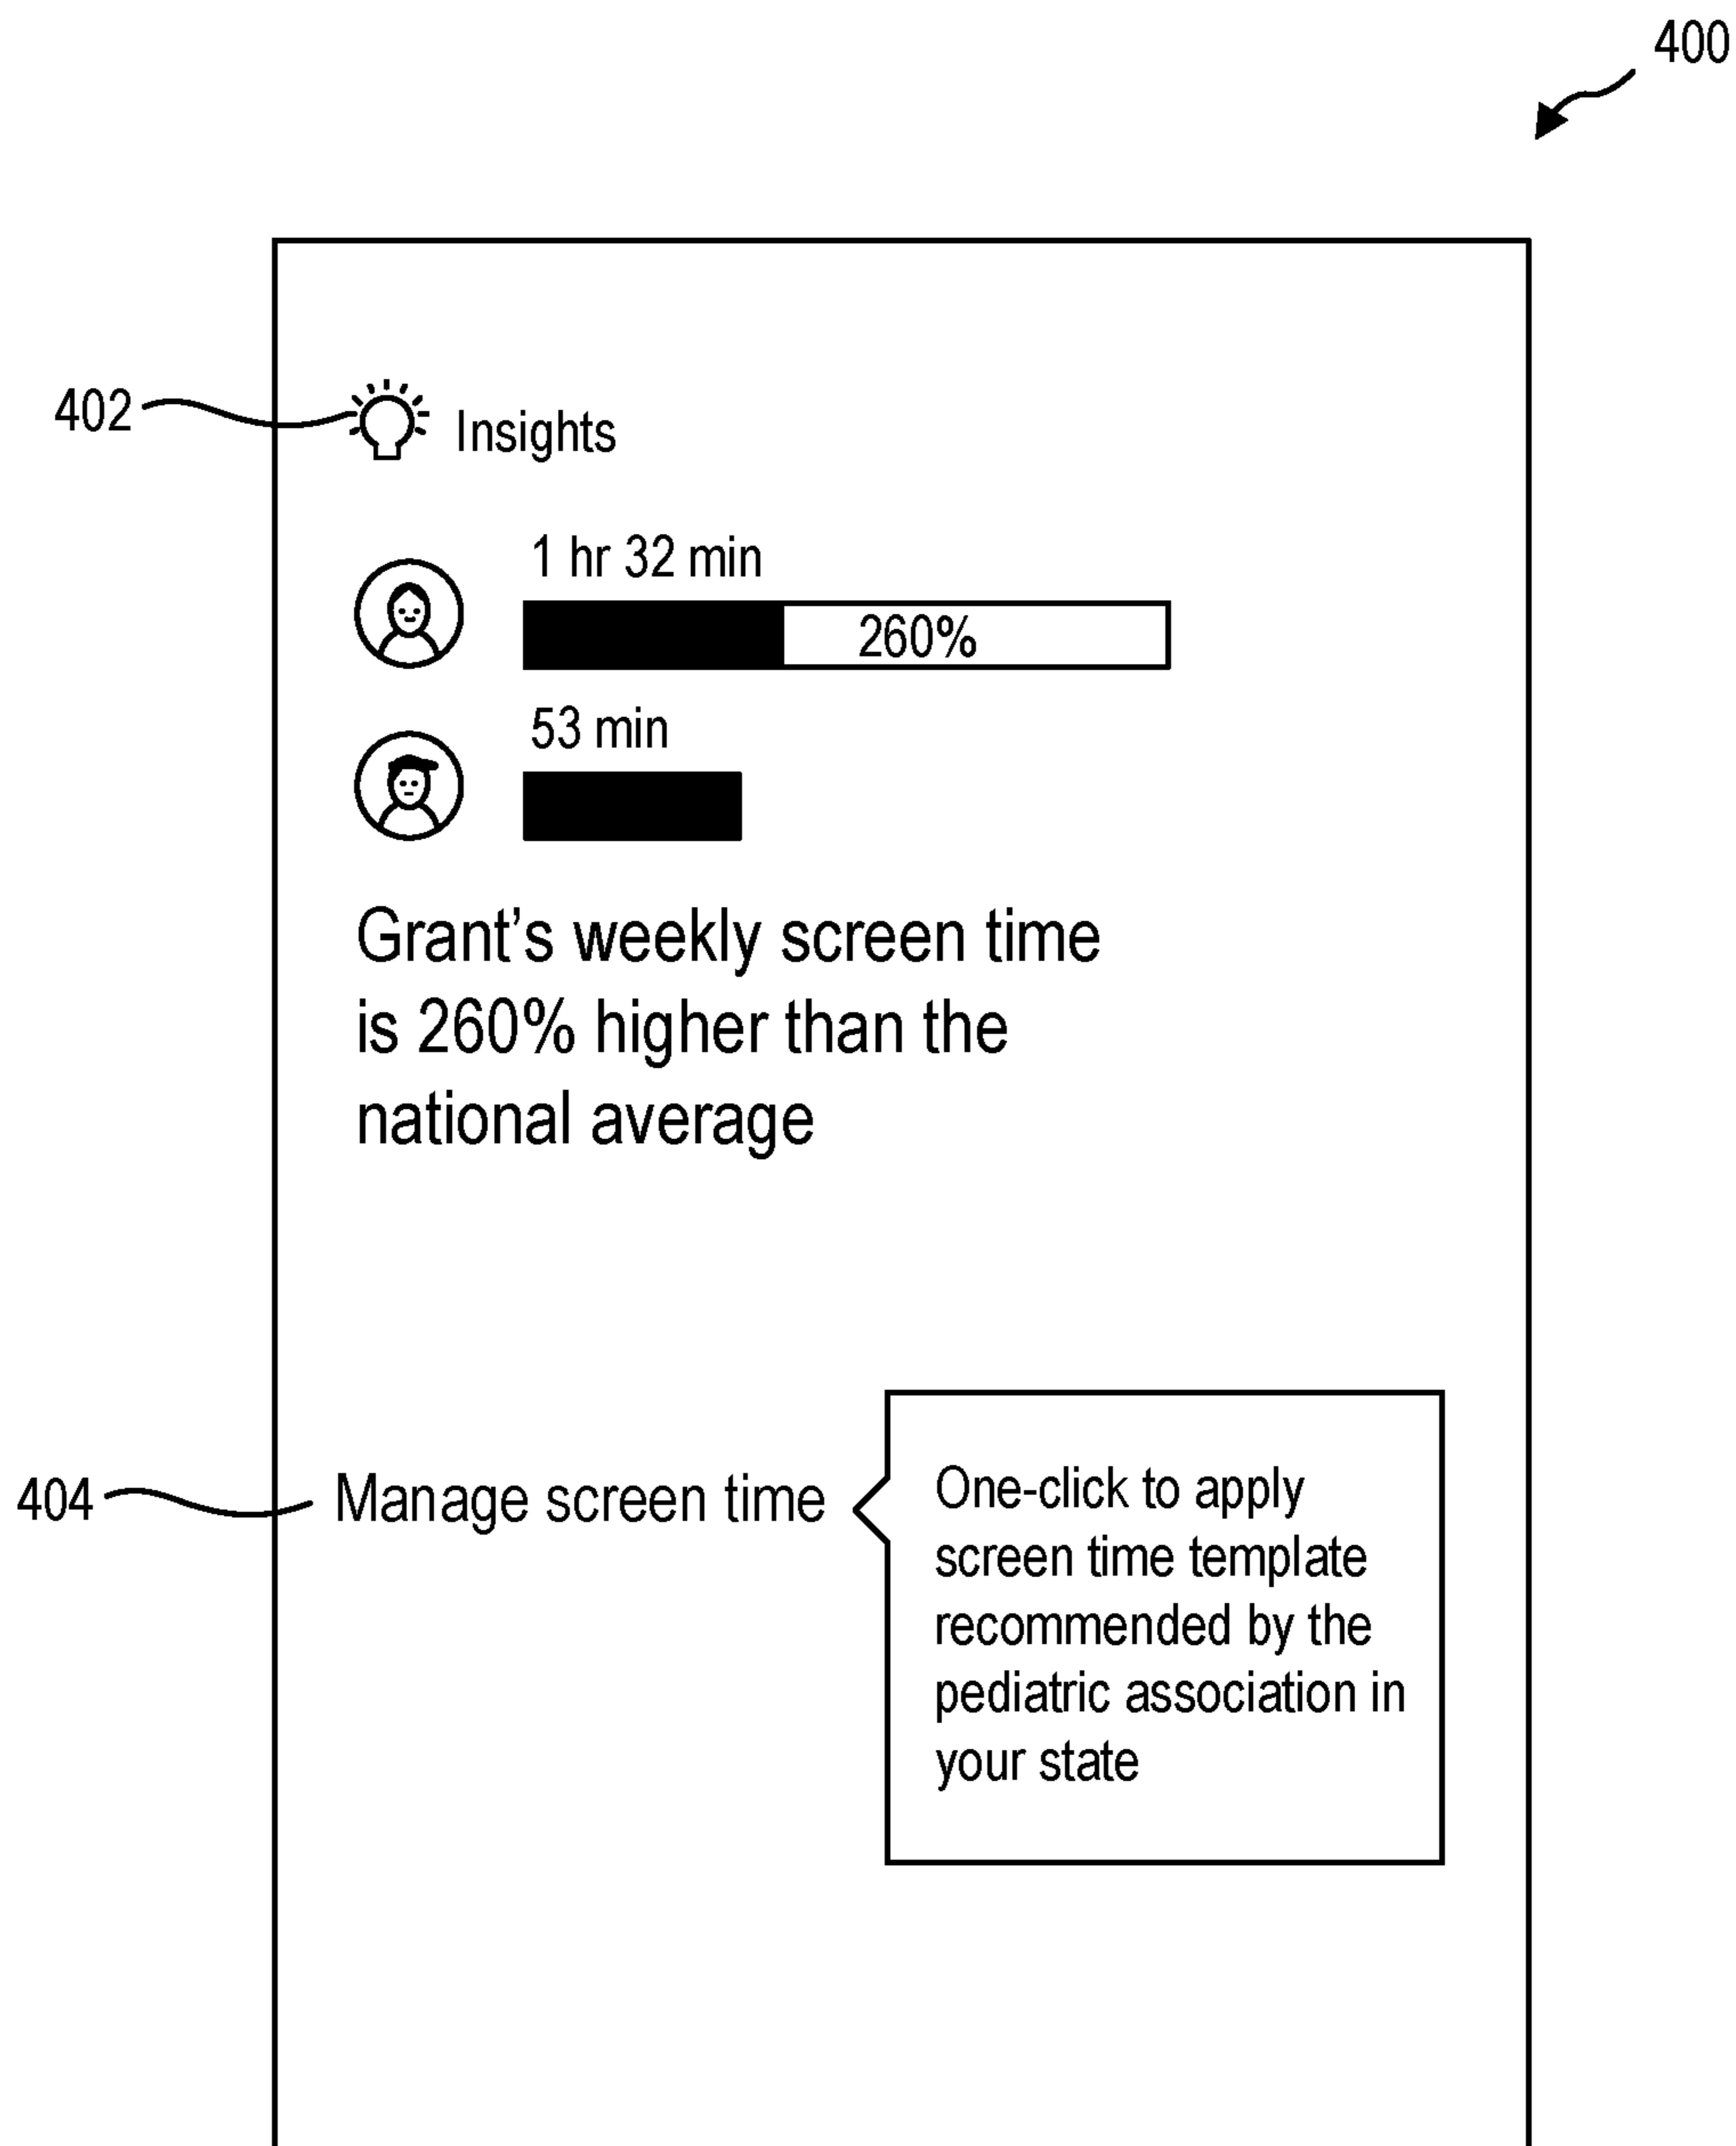 400
402
Insights
1 hr 32 min
260%
53 min
Grant's weekly screen time
is 260% higher than the
national average
404
Manage screen time
One-click to apply
screen time template
recommended by the
pediatric association in
your state